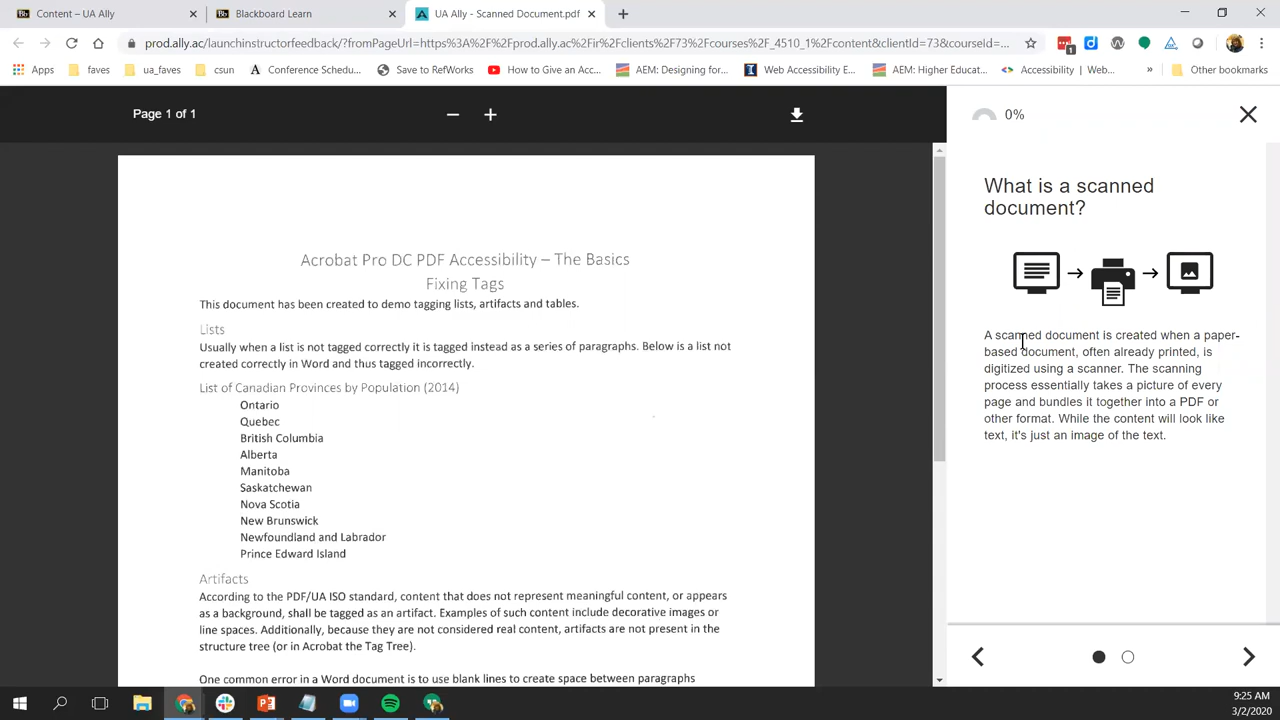 Content – UA Ally
Blackboard Learn
UA Ally - Scanned Document.pdf
prod.ally.ac/launchinstructorfeedback/?fromPageUrl=https%3A%2F%2Fprod.ally.ac%2Fir%2Fclients%2F73%2Fcourses%2F_4510_1%2Fcontent&clientId=73&courseId=...
Apps
faves
ua_faves
csun
Conference Schedu...
Save to RefWorks
How to Give an Acc...
AEM: Designing for...
Web Accessibility E...
AEM: Higher Educat...
Accessibility | Web...
Other bookmarks
Page 1 of 1
0%
Acrobat Pro DC PDF Accessibility – The Basics
Fixing Tags
This document has been created to demo tagging lists, artifacts and tables.
Lists
Usually when a list is not tagged correctly it is tagged instead as a series of paragraphs. Below is a list not
created correctly in Word and thus tagged incorrectly.
List of Canadian Provinces by Population (2014)
Ontario
Quebec
British Columbia
Alberta
Manitoba
Saskatchewan
Nova Scotia
New Brunswick
Newfoundland and Labrador
Prince Edward Island
Artifacts
According to the PDF/UA ISO standard, content that does not represent meaningful content, or appears
as a background, shall be tagged as an artifact. Examples of such content include decorative images or
line spaces. Additionally, because they are not considered real content, artifacts are not present in the
structure tree (or in Acrobat the Tag Tree).
One common error in a Word document is to use blank lines to create space between paragraphs
What is a scanned
document?
A scanned document is created when a paper-
based document, often already printed, is
digitized using a scanner. The scanning
process essentially takes a picture of every
page and bundles it together into a PDF or
other format. While the content will look like
text, it's just an image of the text.
9:25 AM
3/2/2020